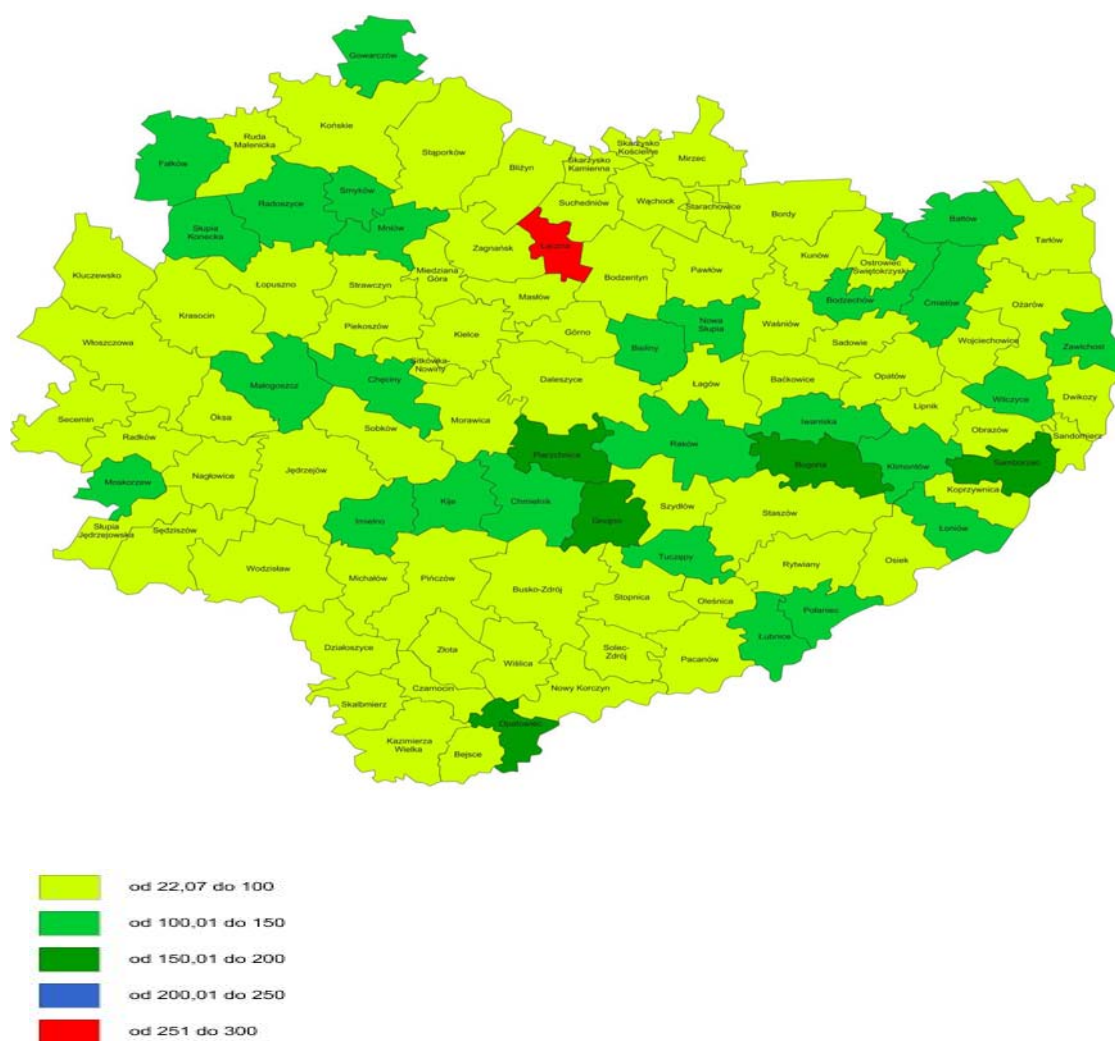 Gowarczów
Końskie
Ruda
Malenicka
Fałków
Stąporków
Bliżyn
Skarżysko
Kościelne
Skarżysko
Kamienna
Mirzec
Smyków
Radoszyce
Suchedniów
Wąchock
Starachowice
Bordy
Bałtów
Słupia
Konecka
Mniów
Zagnańsk
Łączna
Tarłów
Kluczewsko
Łopuszno
Strawczyn
Miedziana
Góra
Bodzentyn
Pawłów
Kunów
Ostrowiec
Świętokrzyski
Masłów
Bodzechów
Ćmielów
Ożarów
Krasocin
Piekoszów
Kielce
Górno
Nowa
Słupia
Waśniów
Sadowie
Wojciechowice
Zawichost
Włoszczowa
Bieliny
Sitkówka-
Nowiny
Małogoszcz
Chęciny
Daleszyce
Łagów
Baćkowice
Opatów
Wilczyce
Dwikozy
Secemin
Oksa
Morawica
Lipnik
Sobków
Iwaniska
Obrazów
Sandomierz
Radków
Pierzchnica
Raków
Bogoria
Klimontów
Samborzec
Jędrzejów
Nagłowice
Moskorzew
Koprzywnica
Imielno
Kije
Chmielnik
Gnojno
Szydłów
Staszów
Łoniów
Słupia
Jędrzejowska
Sędziszów
Tuczępy
Wodzisław
Michałów
Pińczów
Busko-Zdrój
Rytwiany
Osiek
Stopnica
Oleśnica
Połaniec
Łubnice
Działoszyce
Złota
Wiślica
Solec-
Zdrój
Pacanów
Czarnocin
Nowy Korczyn
Skalbmierz
Opatowiec
Kazimierza
Wielka
Bejsce
od 22,07 do 100
od 100,01 do 150
od 150,01 do 200
od 200,01 do 250
od 251 do 300